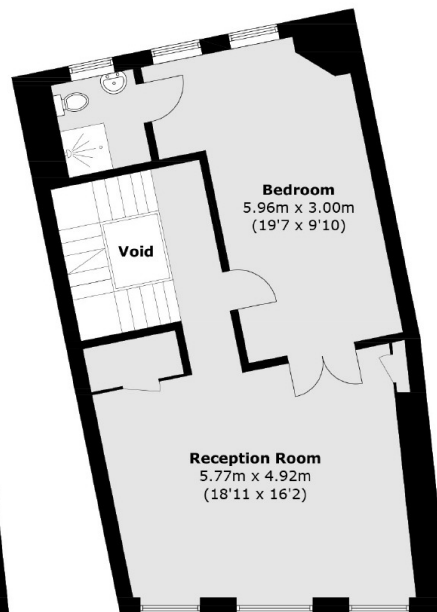 Bedroom
5.96m x 3.00m
(19'7 x 9'10)
Void
Reception Room
5.77m x 4.92m
(18'11 x 16'2)